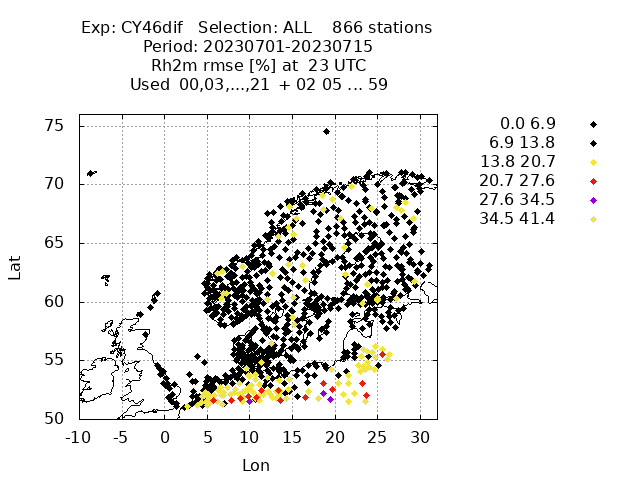 Exp: CY46dif   Selection: ALL    866 stations
Period: 20230701-20230715
Rh2m rmse [%] at  23 UTC
Used  00,03,...,21  + 02 05 ... 59
0.0 6.9
6.9 13.8
13.8 20.7
20.7 27.6
27.6 34.5
34.5 41.4
75
70
65
60
55
50
Lat
-10 -5 0 5 10 15 20 25 30
Lon